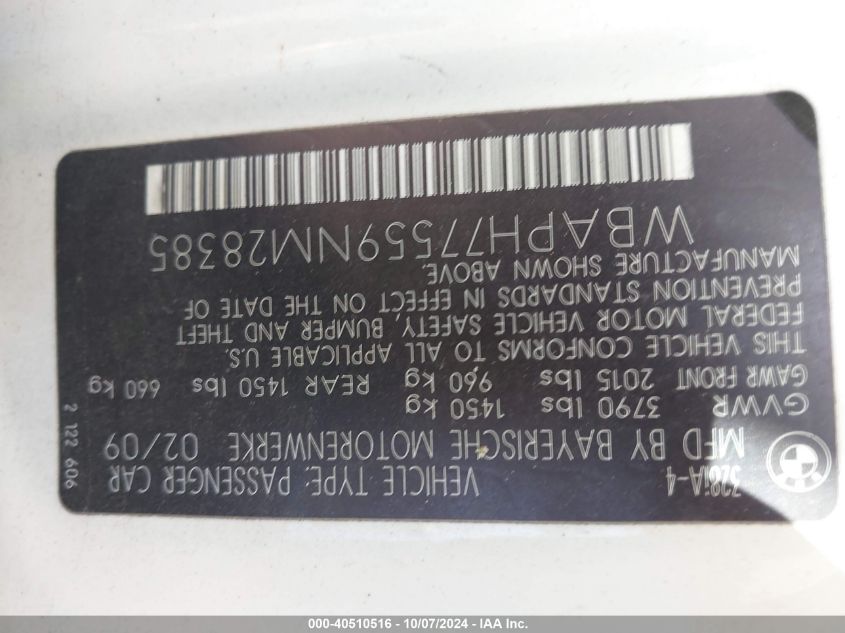 328iA-4 VEHICLE TYPE: PASSENGER CAR
MFD BY BAYERISCHE MOTORENWERKE 02/09
GVWR 3790 lbs 1450 kg
GAWR FRONT 2015 lbs 960 kg REAR 1450 lbs 660 kg
THIS VEHICLE CONFORMS TO ALL APPLICABLE U.S.
FEDERAL MOTOR VEHICLE SAFETY, BUMPER AND THEFT
PREVENTION STANDARDS IN EFFECT ON THE DATE OF
MANUFACTURE SHOWN ABOVE.
WBAPH77559NM28385
2 122 606
000-40510516 - 10/07/2024 - IAA Inc.